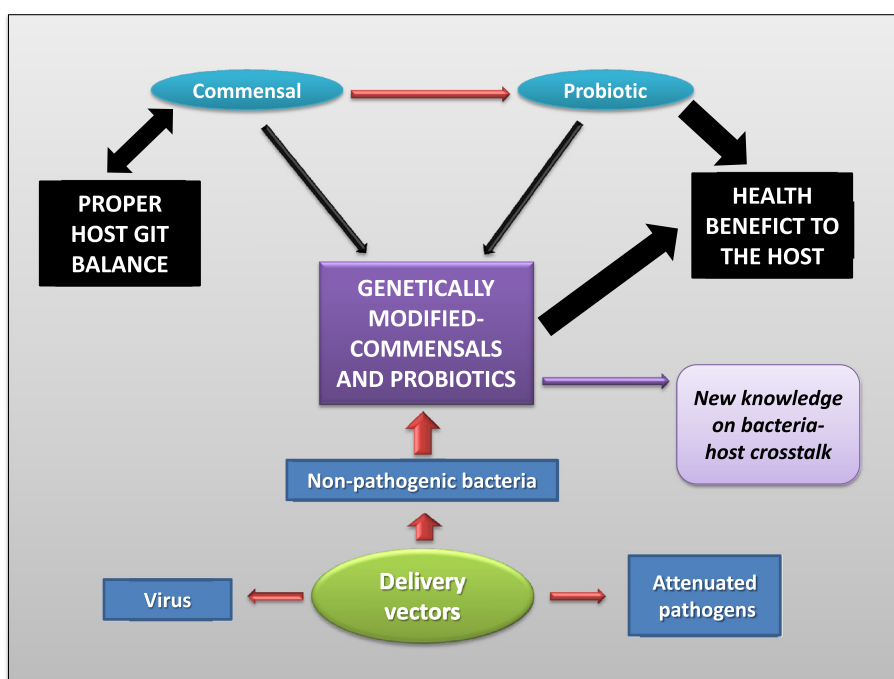 Commensal
Probiotic
PROPER
HOST GIT
BALANCE
HEALTH
BENEFICT TO
THE HOST
GENETICALLY
MODIFIED-
COMMENSALS
AND PROBIOTICS
New knowledge
on bacteria-
host crosstalk
Non-pathogenic bacteria
Delivery
vectors
Virus
Attenuated
pathogens